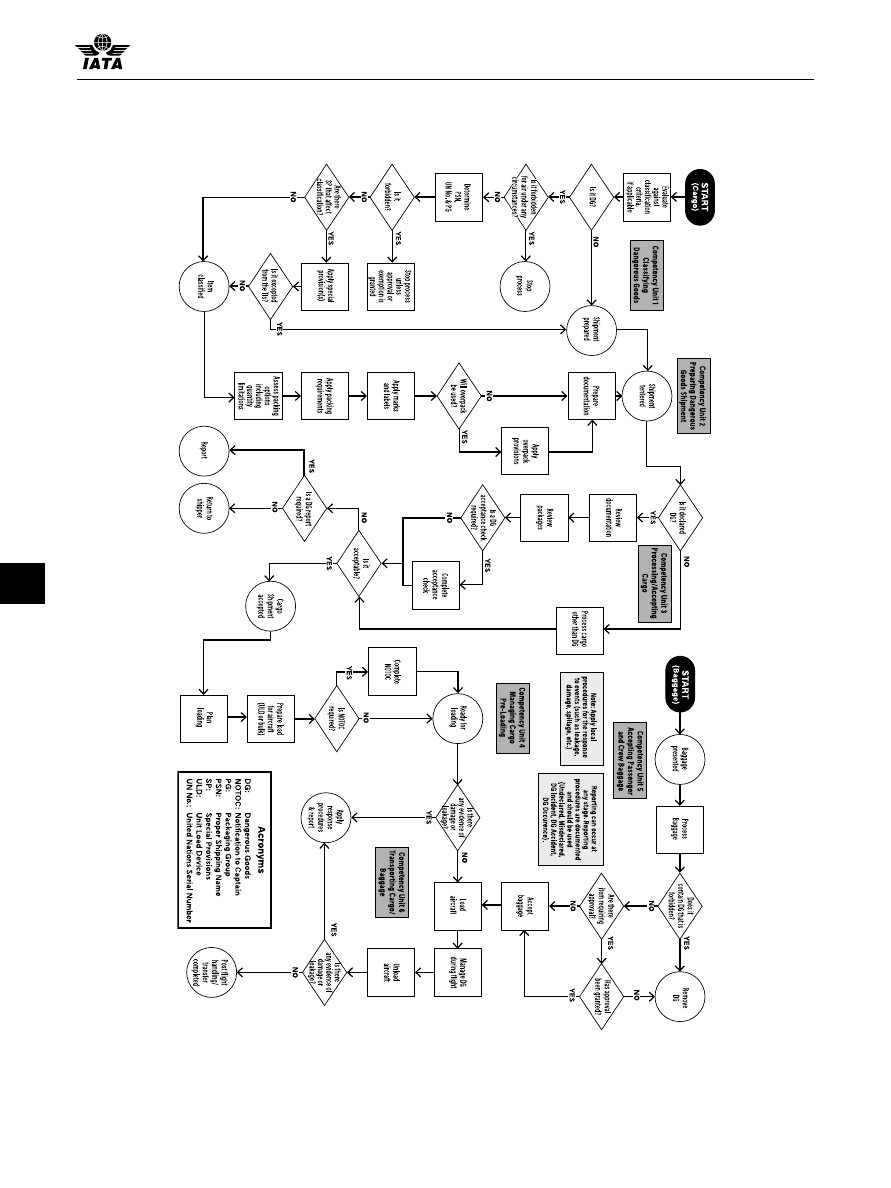 IATA
START
(Cargo)
Evaluate
against
classification
criteria,
if applicable
Is it DG?
YES
NO
Is it forbidden
for air under any
circumstances?
YES
NO
Stop
process
Determine
PSN,
UN No. & PG
Is it
forbidden?
YES
NO
Stop process
unless
approval or
exemption is
granted
Are there
SP that affect
classification?
YES
NO
Apply special
provision(s)
Is it excepted
from the TIs?
YES
NO
Item
classified
Competency Unit 1
Classifying
Dangerous Goods
Shipment
prepared
Competency Unit 2
Preparing Dangerous
Goods Shipment
Shipment
tentered
Prepare
documentation
Will overpack
be used?
NO
YES
Apply
overpack
provisions
Apply marks
and labels
Apply packing
requirements
Assess packing
options
including
quantity
limitations
Is it declared
DG?
YES
NO
Review
documentation
Review
packages
Is a DG
acceptance check
required?
YES
NO
Complete
acceptance
check
Is it
acceptable?
NO
YES
Is a DG report
required?
YES
NO
Report
Return to
shipper
Competency Unit 3
Processing/Accepting
Cargo
Process cargo
other than DG
Cargo
Shipment
accepted
Plan
loading
Prepare load
for aircraft
(ULD or bulk)
Is NOTOC
required?
YES
NO
Complete
NOTOC
Ready for
loading
Competency Unit 4
Managing Cargo
Pre-Loading
Note: Apply local
procedures for the response
to events (such as leakage,
damage, spillage, etc.)
START
(Baggage)
Baggage
presented
Competency Unit 5
Accepting Passenger
and Crew Baggage
Process
Baggage
Reporting can occur at
any stage. Reporting
procedures are documented
and should be used
(Undeclared, Misdeclared,
DG Incident, DG Accident,
DG Occurence).
Does it
contain DG that is
forbidden?
YES
NO
Remove
DG
Are there
item requiring
approval?
YES
NO
Has approval
been granted?
NO
YES
Accept
baggage
Is there
any evidence of
damage or
leakage?
YES
NO
Load
aircraft
Manage DG
during flight
Unload
aircraft
Competency Unit 6
Transporting Cargo/
Baggage
Apply
response
procedures
& report
Is there
any evidence of
damage or
leakage?
YES
NO
Post flight
handing/
transfer
completed
Acronyms
DG: Dangerous Goods
NOTOC: Notification to Captain
PG: Packaging Group
PSN: Proper Shipping Name
SP: Special Provisions
ULD: Unit Load Device
UN No.: United Nations Serial Number